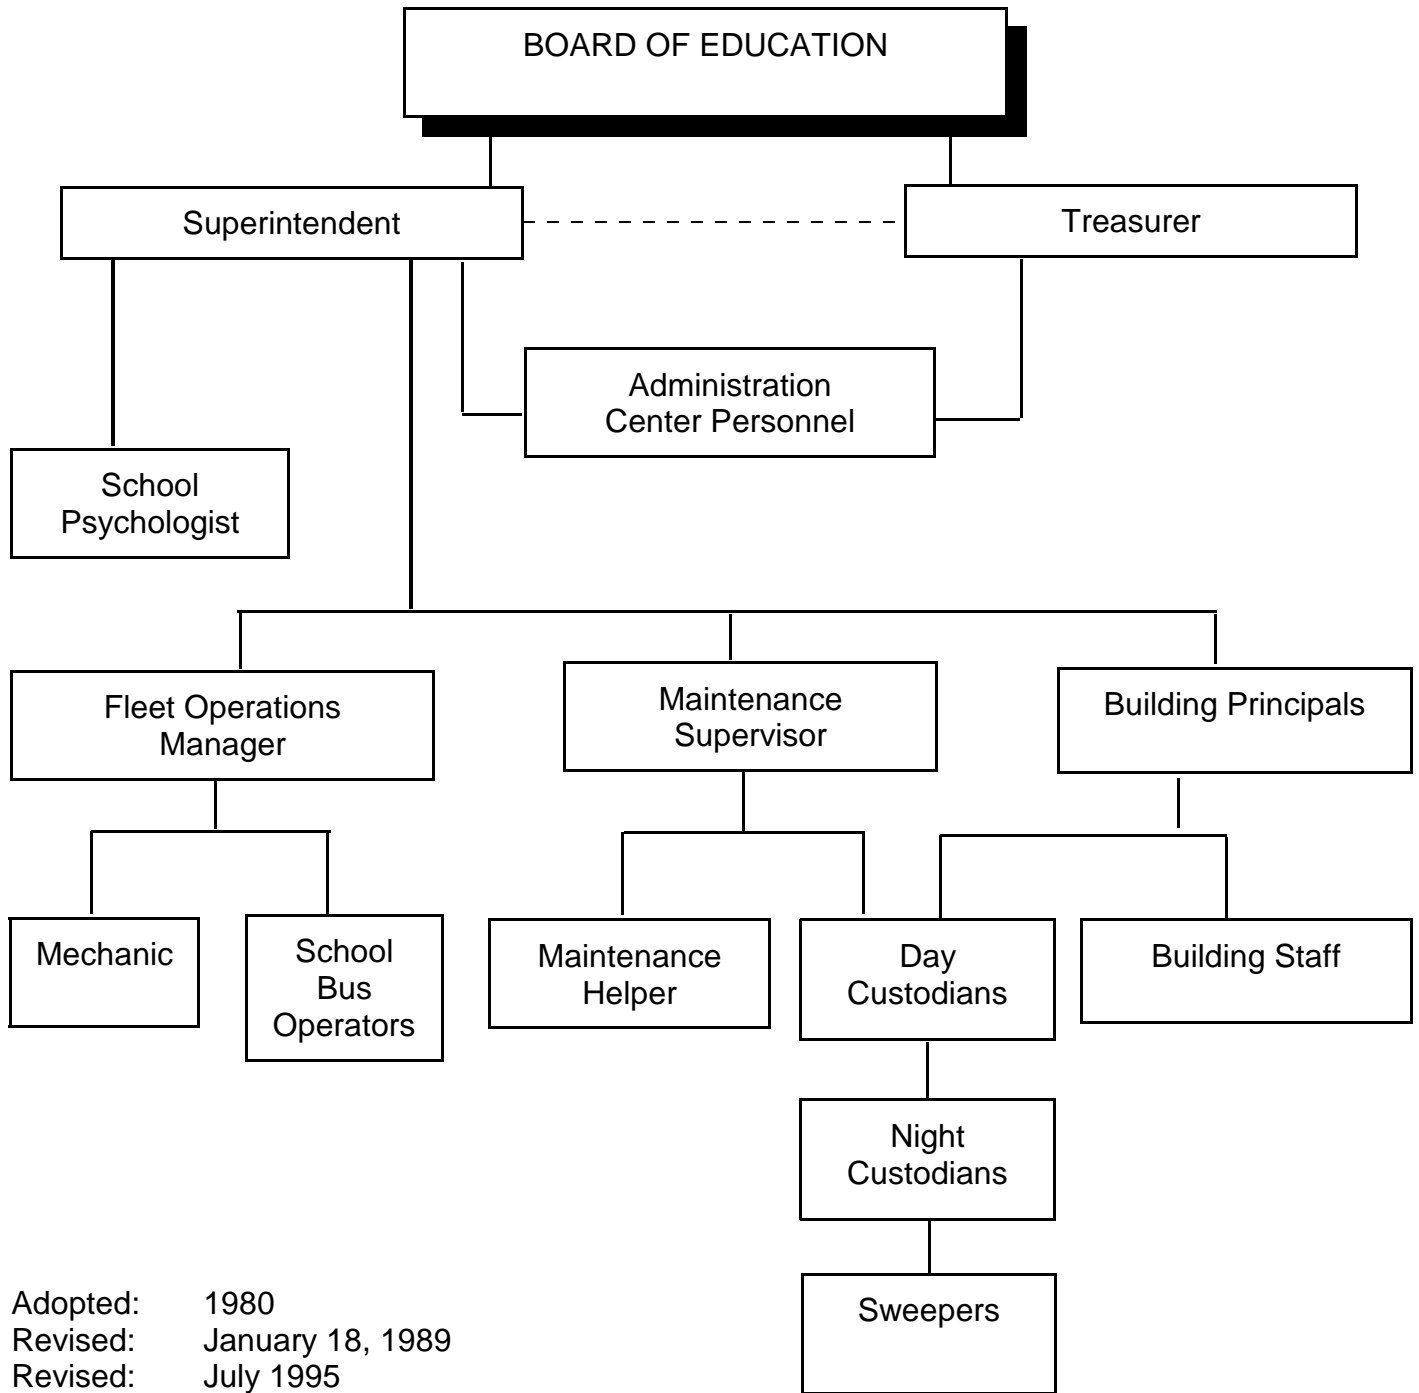 BOARD OF EDUCATION
Superintendent
Treasurer
Administration
Center Personnel
School
Psychologist
Fleet Operations
Manager
Maintenance
Supervisor
Building Principals
Mechanic
School
Bus
Operators
Maintenance
Helper
Day
Custodians
Building Staff
Night
Custodians
Sweepers
Adopted: 1980
Revised: January 18, 1989
Revised: July 1995